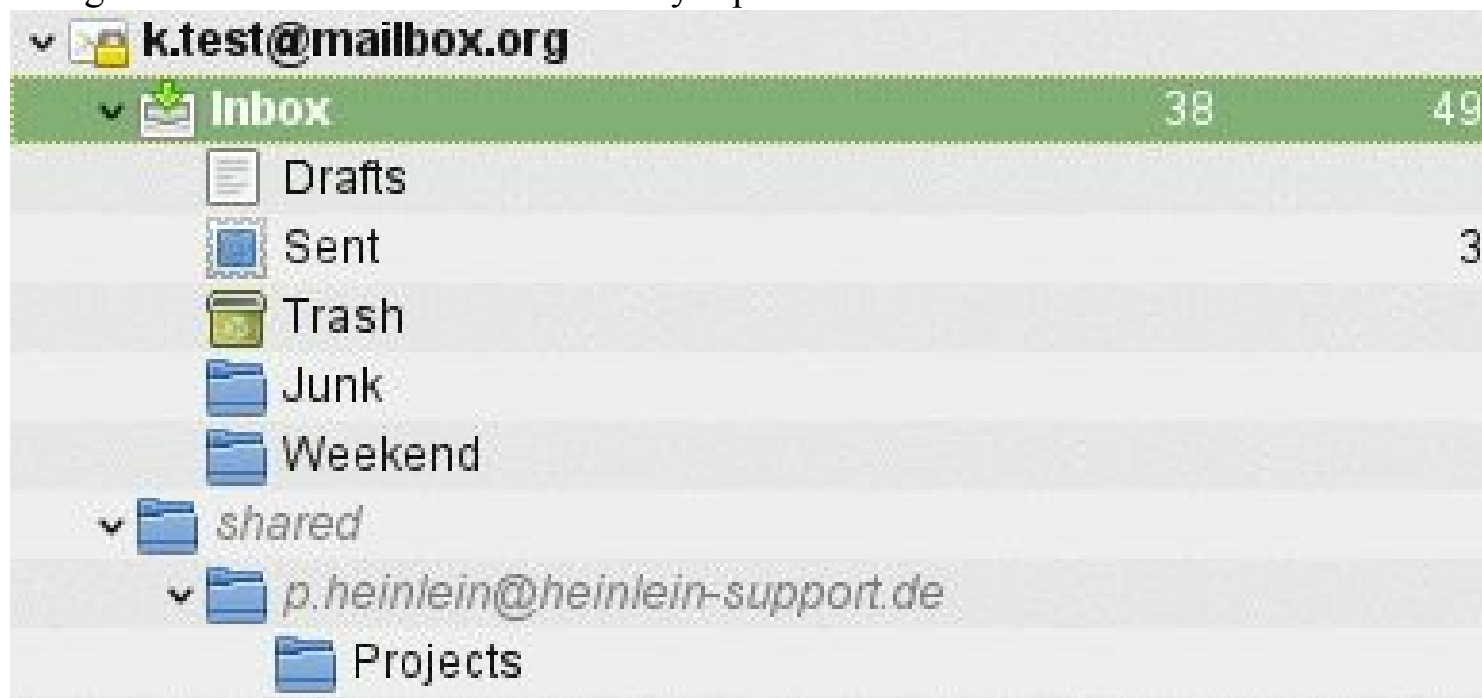 k.test@mailbox.org
Inbox 38 49
Drafts
Sent 3
Trash
Junk
Weekend
shared
p.heinlein@heinlein-support.de
Projects